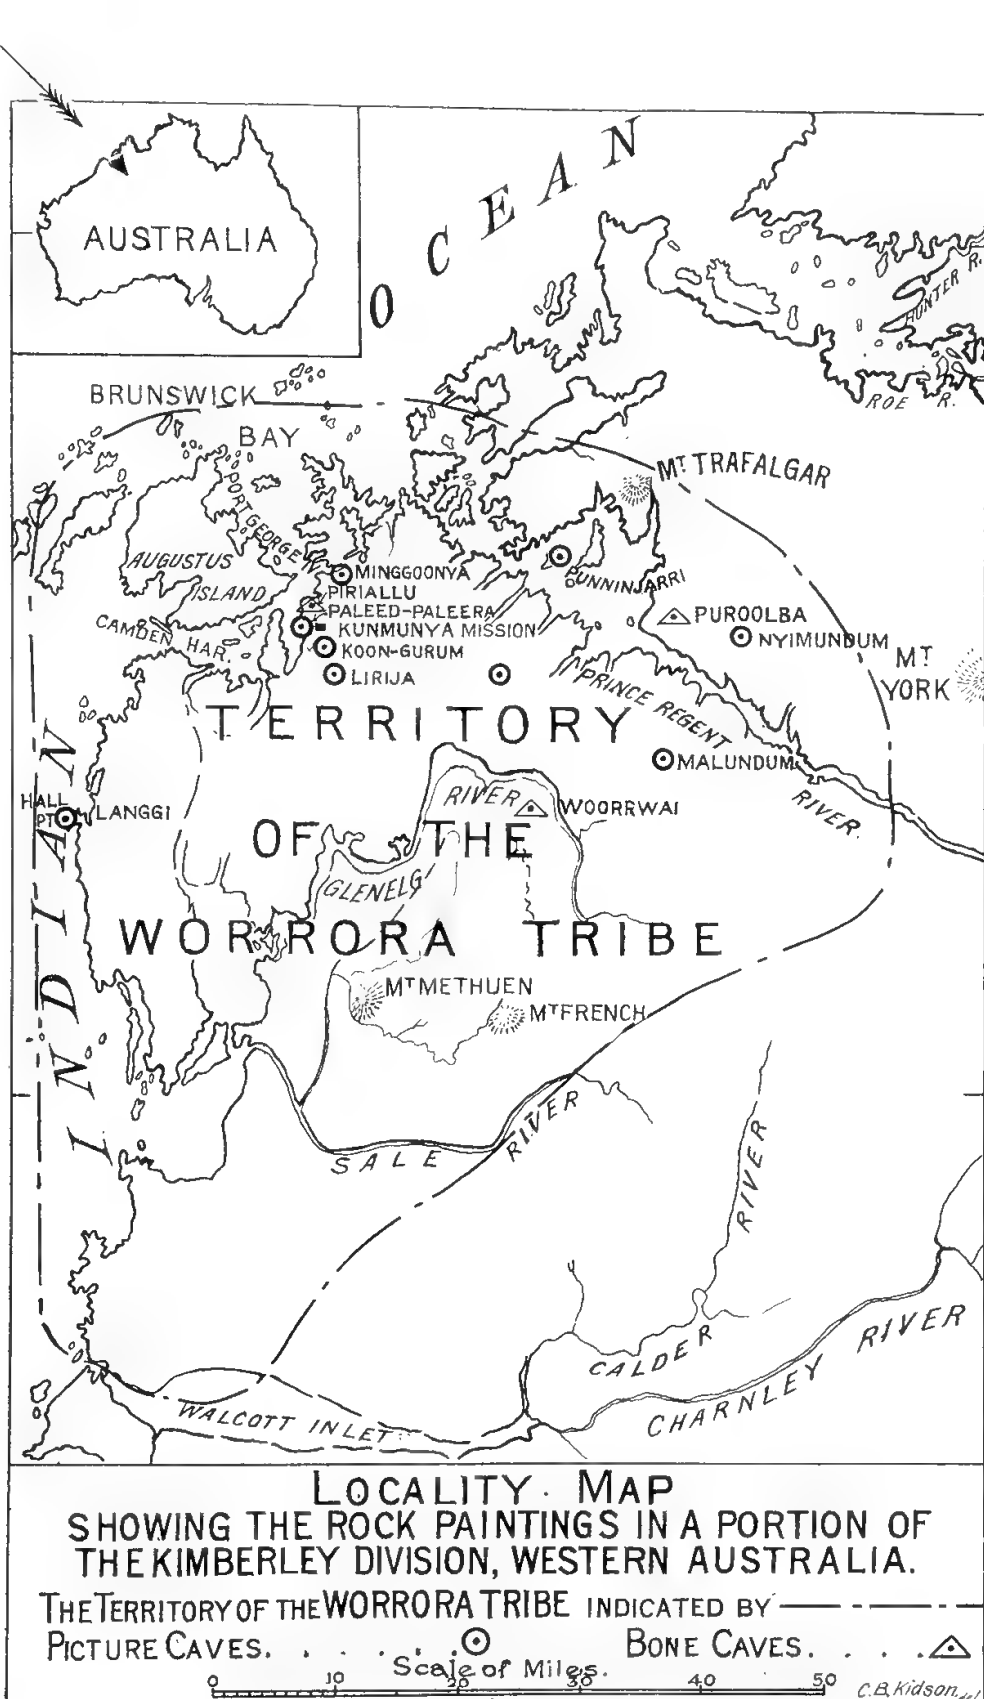 AUSTRALIA
INDIAN OCEAN
HUNTER R.
ROE R.
BRUNSWICK
BAY
MT TRAFALGAR
PORT GEORGE IV
AUGUSTUS
ISLAND
MINGGOONYA
PUNNINJARRI
PIRIALLU
PALEED-PALEERA
PUROOLBA
CAMDEN HAR.
KUNMUNYA MISSION
NYIMUNDUM
KOON-GURUM
MT
YORK
LIRIJA
PRINCE REGENT
RIVER
TERRITORY
MALUNDUM
HALL
PT
LANGGI
RIVER
WOORRWAI
OF THE
GLENELG
WORRORA TRIBE
MT METHUEN
MT FRENCH
SALE
RIVER
RIVER
CALDER
CHARNLEY RIVER
WALCOTT INLET
LOCALITY MAP
SHOWING THE ROCK PAINTINGS IN A PORTION OF
THE KIMBERLEY DIVISION, WESTERN AUSTRALIA.
THE TERRITORY OF THE WORRORA TRIBE INDICATED BY
PICTURE CAVES. . . . . . BONE CAVES. . . . .
Scale of Miles.
0 10 20 30 40 50
C.B. Kidson,